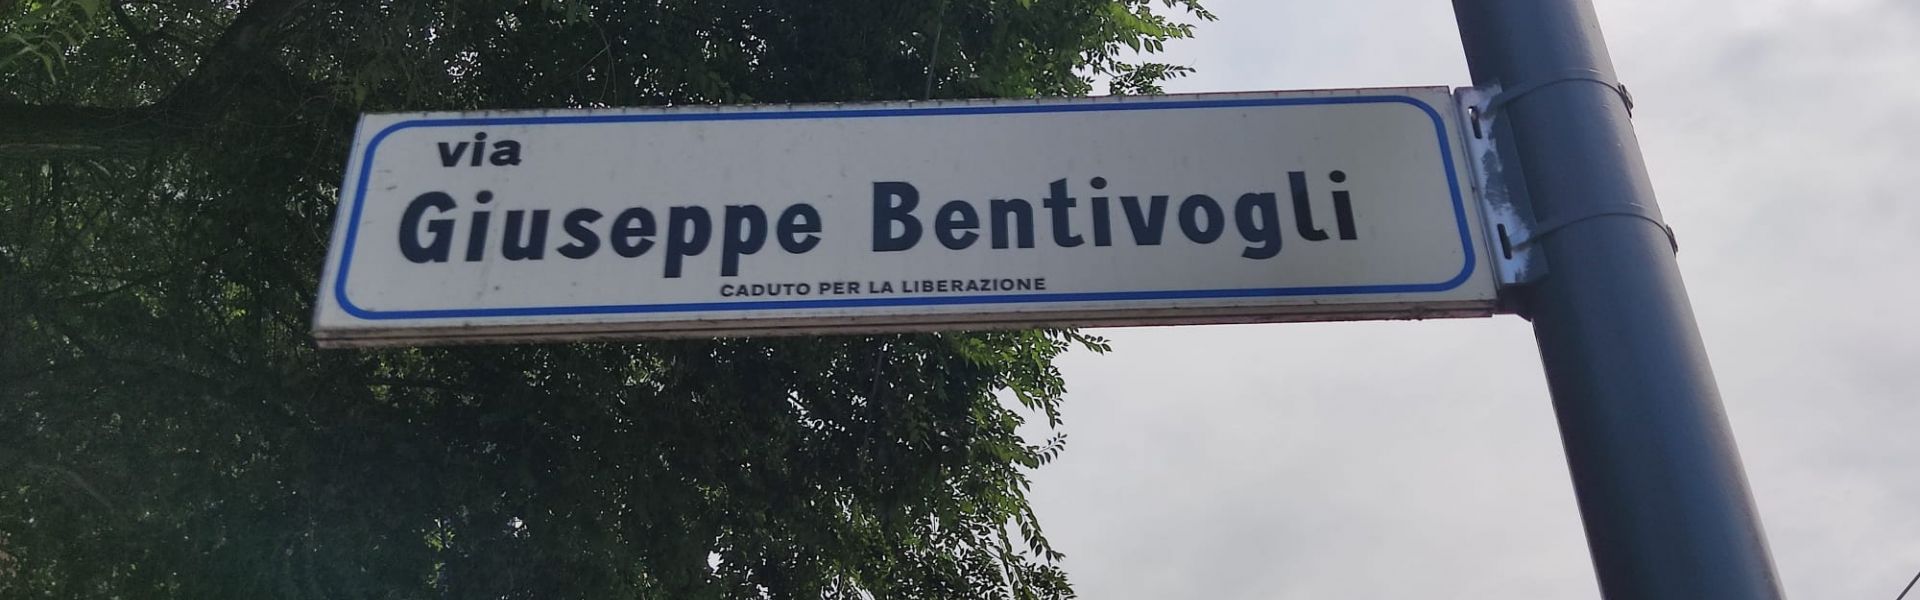 via
Giuseppe Bentivogli
CADUTO PER LA LIBERAZIONE